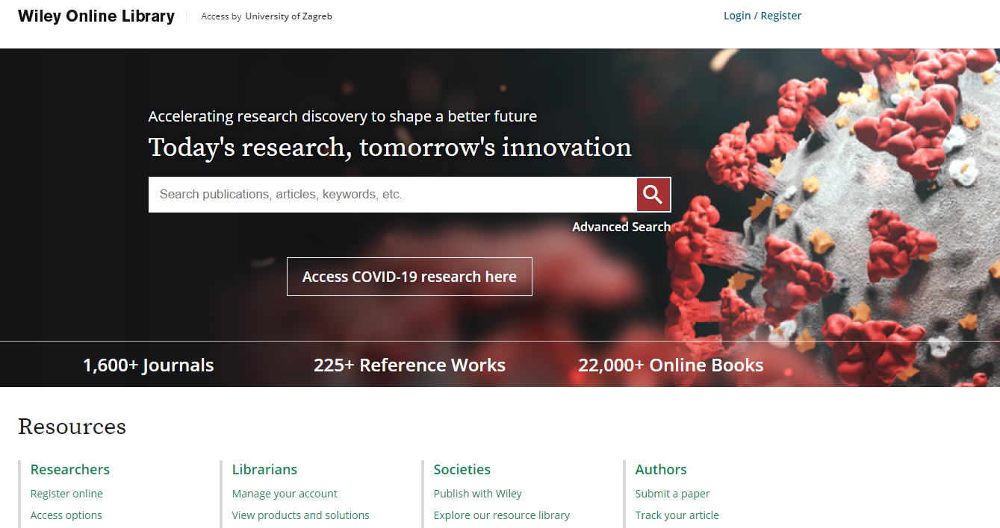 Wiley Online Library
Access by University of Zagreb
Login / Register
Accelerating research discovery to shape a better future
Today's research, tomorrow's innovation
Search publications, articles, keywords, etc.
Advanced Search
Access COVID-19 research here
1,600+ Journals
225+ Reference Works
22,000+ Online Books
Resources
Researchers
Register online
Access options
Librarians
Manage your account
View products and solutions
Societies
Publish with Wiley
Explore our resource library
Authors
Submit a paper
Track your article